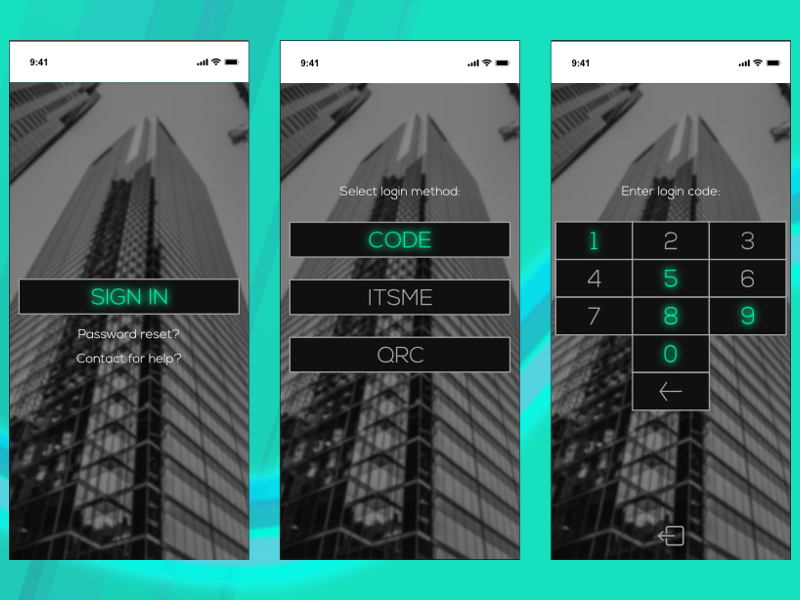 9:41
SIGN IN
Password reset?
Contact for help?
9:41
Select login method:
CODE
ITSME
QRC
9:41
Enter login code:
1 2 3
4 5 6
7 8 9
0